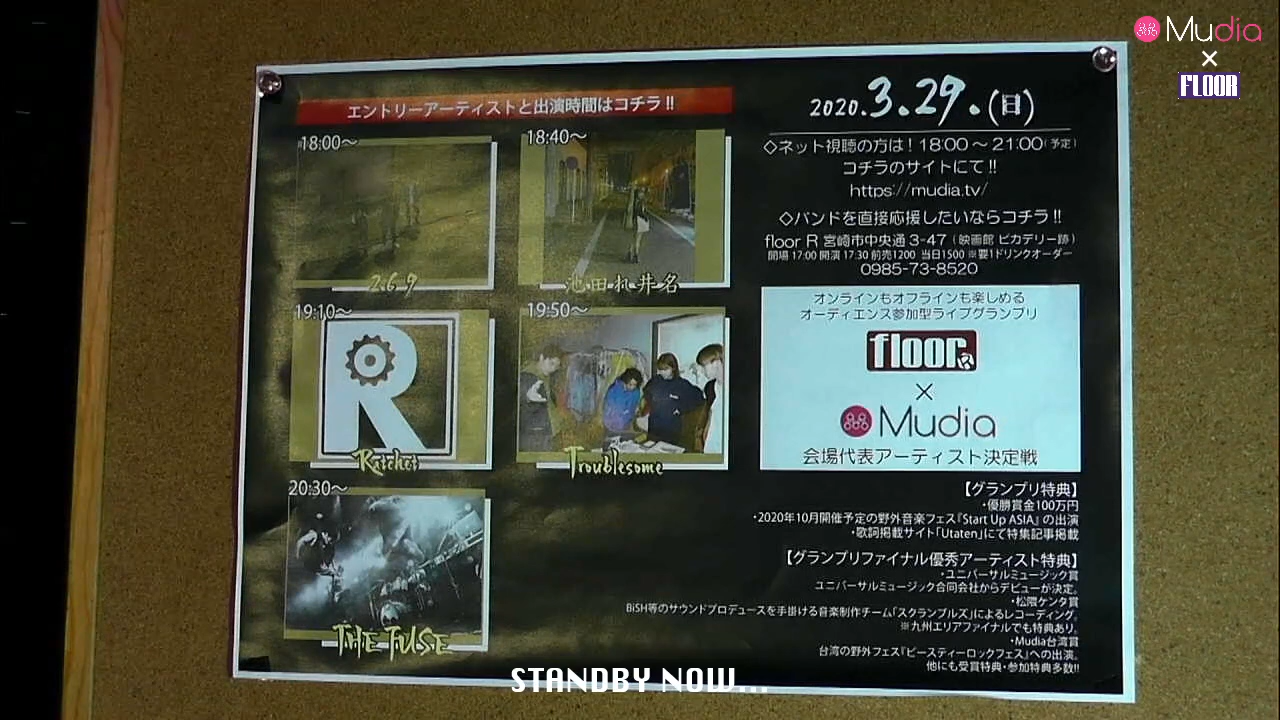 Mudia
×
FLOOR
エントリーアーティストと出演時間はコチラ!!
18:00～
2.6.9
18:40～
池田れ井名
19:10～
R
Ratchet
19:50～
Troublesome
20:30～
THE FUSE
2020.3.29.(日)
◇ネット視聴の方は！18:00～21:00(予定)
コチラのサイトにて!!
https://mudia.tv/
◇バンドを直接応援したいならコチラ!!
floor R 宮崎市中央通3-47（映画館 ピカデリー跡）
開場 17:00 開演 17:30 前売1200 当日1500 ※要1ドリンクオーダー
0985-73-8520
オンラインもオフラインも楽しめる
オーディエンス参加型ライブグランプリ
floor R
×
Mudia
会場代表アーティスト決定戦
【グランプリ特典】
・優勝賞金100万円
・2020年10月開催予定の野外音楽フェス『Start Up ASIA』の出演
・歌詞掲載サイト「Utaten」にて特集記事掲載
【グランプリファイナル優秀アーティスト特典】
・ユニバーサルミュージック賞
ユニバーサルミュージック合同会社からデビューが決定。
・松隈ケンタ賞
BiSH等のサウンドプロデュースを手掛ける音楽制作チーム「スクランブルズ」によるレコーディング。
※九州エリアファイナルでも特典あり。
・Mudia台湾賞
台湾の野外フェス『ビースティーロックフェス』への出演。
他にも受賞特典・参加特典多数!!
STANDBY NOW...